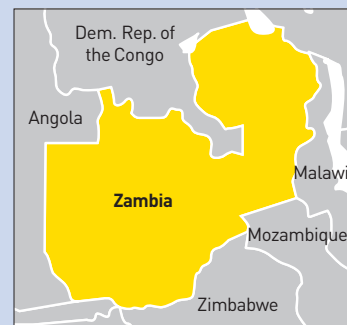 Dem. Rep. of
the Congo
Angola
Malawi
Zambia
Mozambique
Zimbabwe